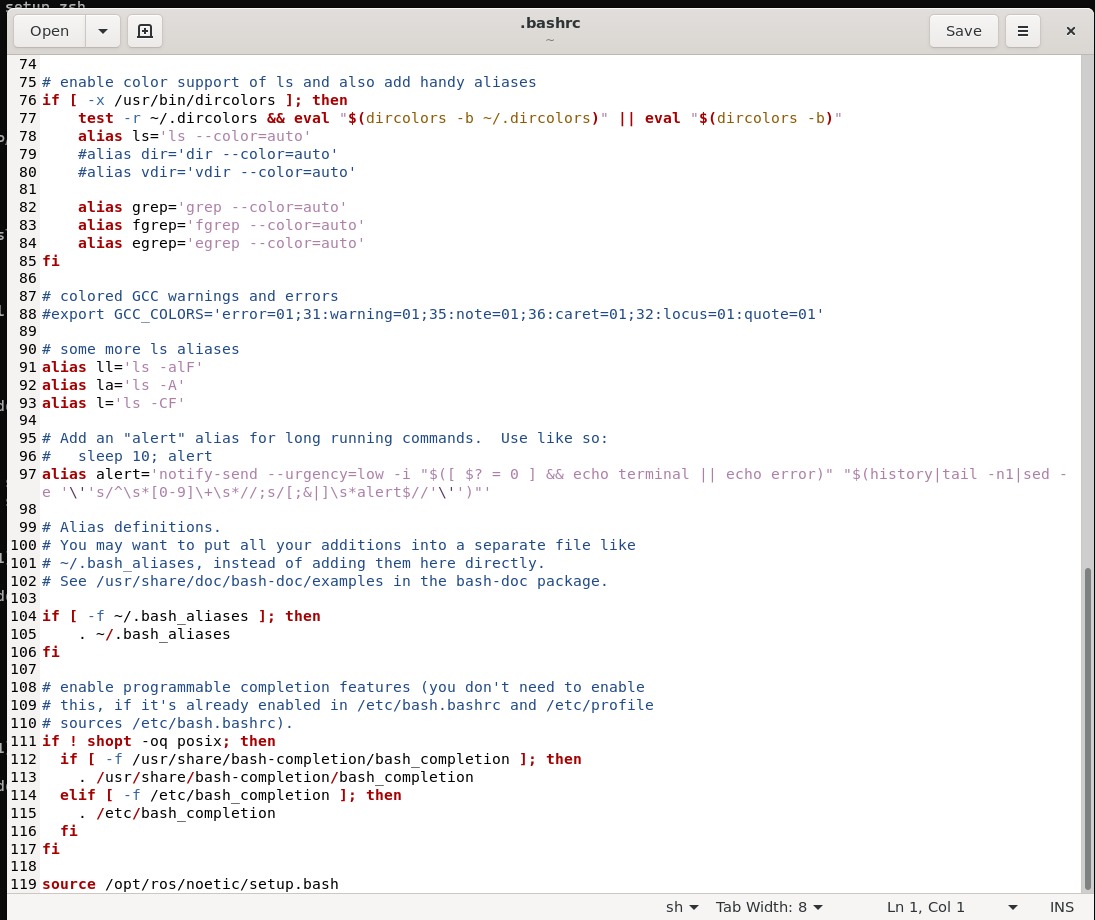 setup.zsh
Open
.bashrc
~
Save
74
75 # enable color support of ls and also add handy aliases
76 if [ -x /usr/bin/dircolors ]; then
77     test -r ~/.dircolors && eval "$(dircolors -b ~/.dircolors)" || eval "$(dircolors -b)"
78     alias ls='ls --color=auto'
79     #alias dir='dir --color=auto'
80     #alias vdir='vdir --color=auto'
81
82     alias grep='grep --color=auto'
83     alias fgrep='fgrep --color=auto'
84     alias egrep='egrep --color=auto'
85 fi
86
87 # colored GCC warnings and errors
88 #export GCC_COLORS='error=01;31:warning=01;35:note=01;36:caret=01;32:locus=01:quote=01'
89
90 # some more ls aliases
91 alias ll='ls -alF'
92 alias la='ls -A'
93 alias l='ls -CF'
94
95 # Add an "alert" alias for long running commands.  Use like so:
96 #   sleep 10; alert
97 alias alert='notify-send --urgency=low -i "$([ $? = 0 ] && echo terminal || echo error)" "$(history|tail -n1|sed -
e '\''s/^\s*[0-9]\+\s*//;s/[;&|]\s*alert$//'\'')"'
98
99 # Alias definitions.
100 # You may want to put all your additions into a separate file like
101 # ~/.bash_aliases, instead of adding them here directly.
102 # See /usr/share/doc/bash-doc/examples in the bash-doc package.
103
104 if [ -f ~/.bash_aliases ]; then
105     . ~/.bash_aliases
106 fi
107
108 # enable programmable completion features (you don't need to enable
109 # this, if it's already enabled in /etc/bash.bashrc and /etc/profile
110 # sources /etc/bash.bashrc).
111 if ! shopt -oq posix; then
112   if [ -f /usr/share/bash-completion/bash_completion ]; then
113     . /usr/share/bash-completion/bash_completion
114   elif [ -f /etc/bash_completion ]; then
115     . /etc/bash_completion
116   fi
117 fi
118
119 source /opt/ros/noetic/setup.bash
sh Tab Width: 8 Ln 1, Col 1 INS